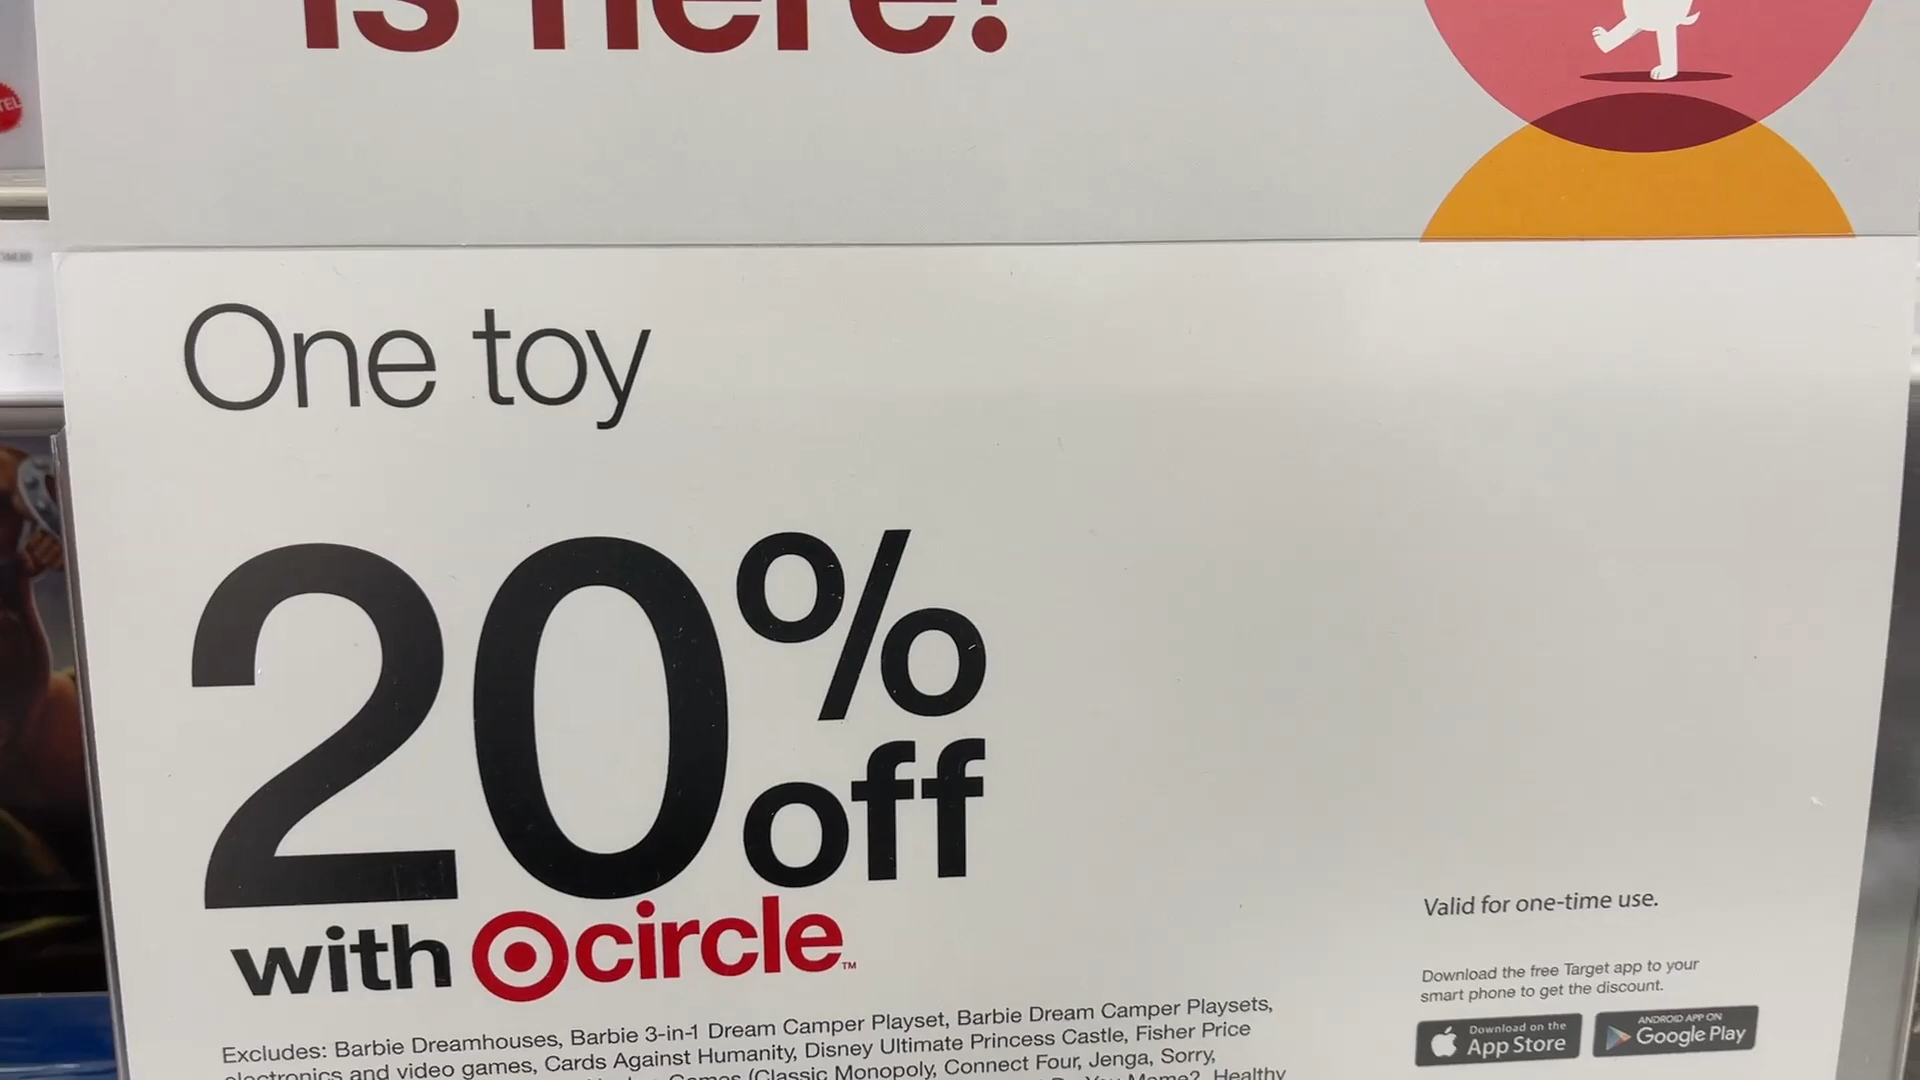 is here!
One toy
20%
off
with circle™
Valid for one-time use.
Download the free Target app to your
smart phone to get the discount.
Download on the
App Store
ANDROID APP ON
Google Play
Excludes: Barbie Dreamhouses, Barbie 3-in-1 Dream Camper Playset, Barbie Dream Camper Playsets,
electronics and video games, Cards Against Humanity, Disney Ultimate Princess Castle, Fisher Price
Games (Classic Monopoly, Connect Four, Jenga, Sorry,
Healthy